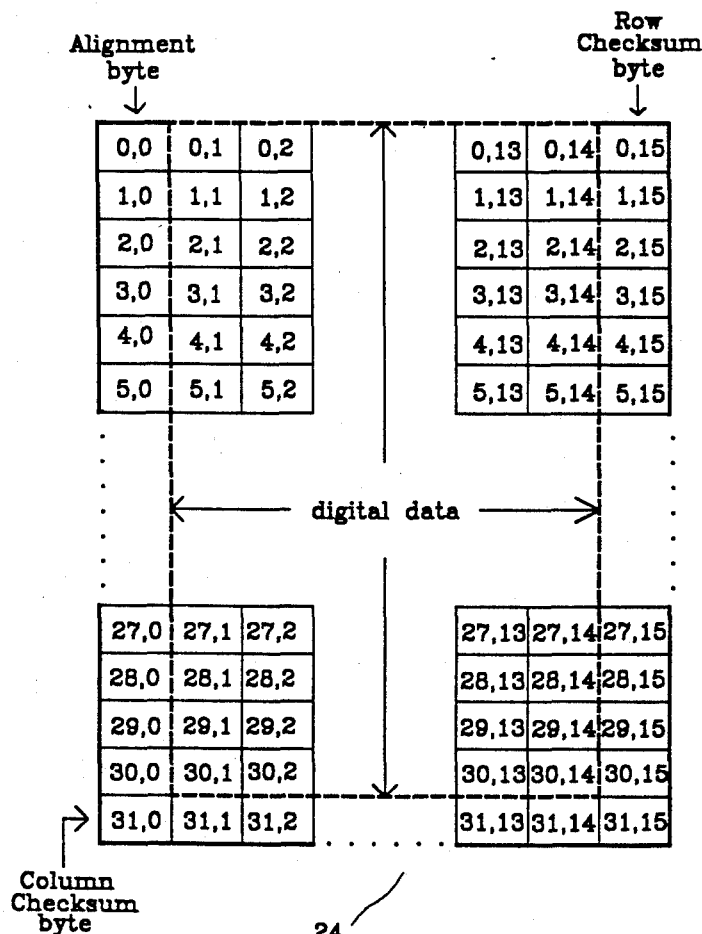 Alignment
byte
Row
Checksum
byte
0,0 0,1 0,2 0,13 0,14 0,15
1,0 1,1 1,2 1,13 1,14 1,15
2,0 2,1 2,2 2,13 2,14 2,15
3,0 3,1 3,2 3,13 3,14 3,15
4,0 4,1 4,2 4,13 4,14 4,15
5,0 5,1 5,2 5,13 5,14 5,15
digital data
27,0 27,1 27,2 27,13 27,14 27,15
28,0 28,1 28,2 28,13 28,14 28,15
29,0 29,1 29,2 29,13 29,14 29,15
30,0 30,1 30,2 30,13 30,14 30,15
31,0 31,1 31,2 31,13 31,14 31,15
Column
Checksum
byte
24